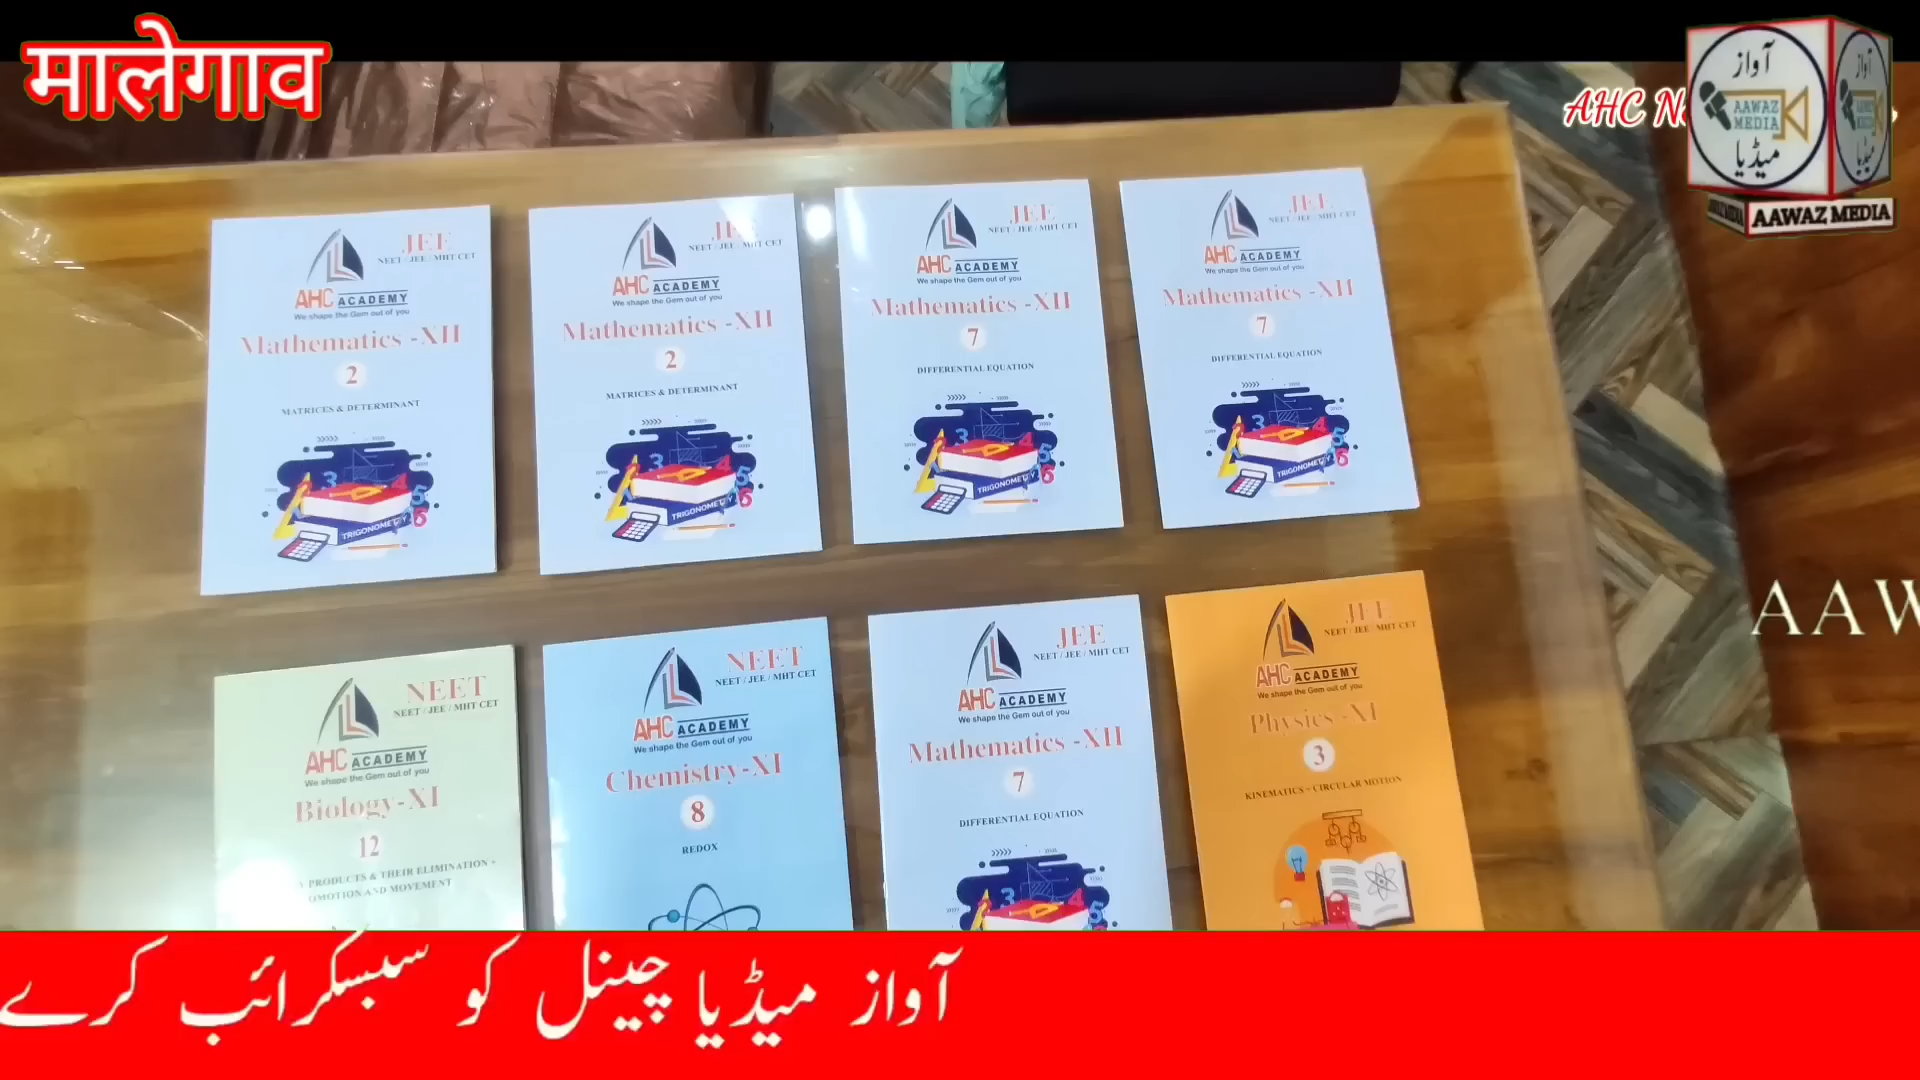 मालेगाव
AHC
آواز
AAWAZ
MEDIA
میڈیا
AAWAZ MEDIA
JEE
NEET / JEE / MHT CET
AHC ACADEMY
We shape the Gem out of you
Mathematics -XII
2
MATRICES & DETERMINANT
TRIGONOMETRY
JEE
NEET / JEE / MHT CET
AHC ACADEMY
We shape the Gem out of you
Mathematics -XII
2
MATRICES & DETERMINANT
TRIGONOMETRY
JEE
NEET / JEE / MHT CET
AHC ACADEMY
We shape the Gem out of you
Mathematics -XII
7
DIFFERENTIAL EQUATION
TRIGONOMETRY
JEE
NEET / JEE / MHT CET
AHC ACADEMY
We shape the Gem out of you
Mathematics -XII
7
DIFFERENTIAL EQUATION
TRIGONOMETRY
AAW
NEET
NEET / JEE / MHT CET
AHC ACADEMY
We shape the Gem out of you
Biology-XI
12
PRODUCTS & THEIR ELIMINATION -
AND MOVEMENT
NEET
NEET / JEE / MHT CET
AHC ACADEMY
We shape the Gem out of you
Chemistry-XI
8
REDOX
JEE
NEET / JEE / MHT CET
AHC ACADEMY
We shape the Gem out of you
Mathematics -XII
7
DIFFERENTIAL EQUATION
JEE
NEET / JEE / MHT CET
AHC ACADEMY
We shape the Gem out of you
Physics -XI
3
KINEMATICS - CIRCULAR MOTION
آواز میڈیا چینل کو سبسکرائب کرے